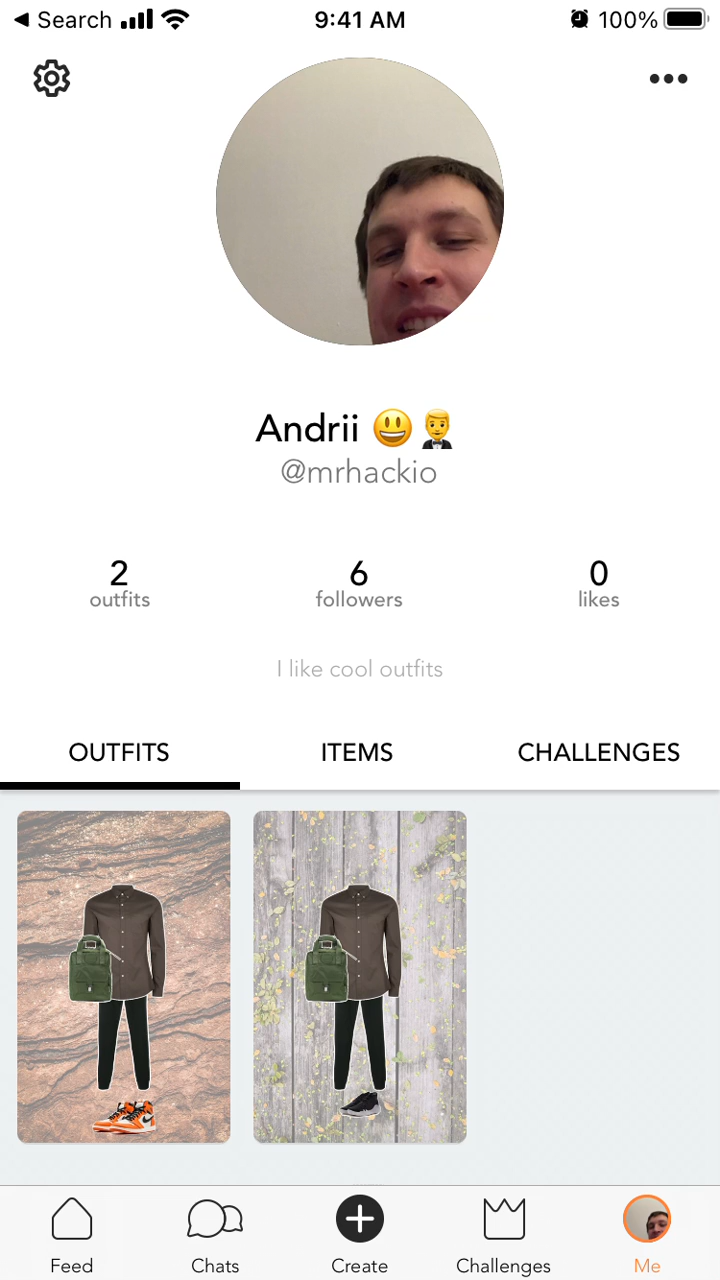 ◀ Search 9:41 AM 100%
Andrii 😃🤵
@mrhackio
2 6 0
outfits followers likes
I like cool outfits
OUTFITS ITEMS CHALLENGES
Feed Chats Create Challenges Me